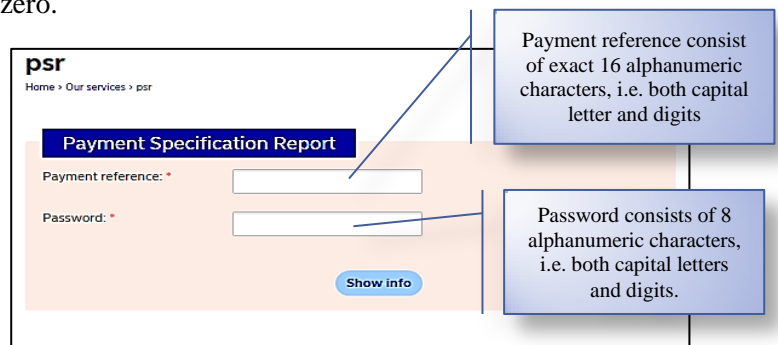 zero.
psr
Home › Our services › psr
Payment Specification Report
Payment reference: *
Password: *
Show info
Payment reference consist
of exact 16 alphanumeric
characters, i.e. both capital
letter and digits
Password consists of 8
alphanumeric characters,
i.e. both capital letters
and digits.